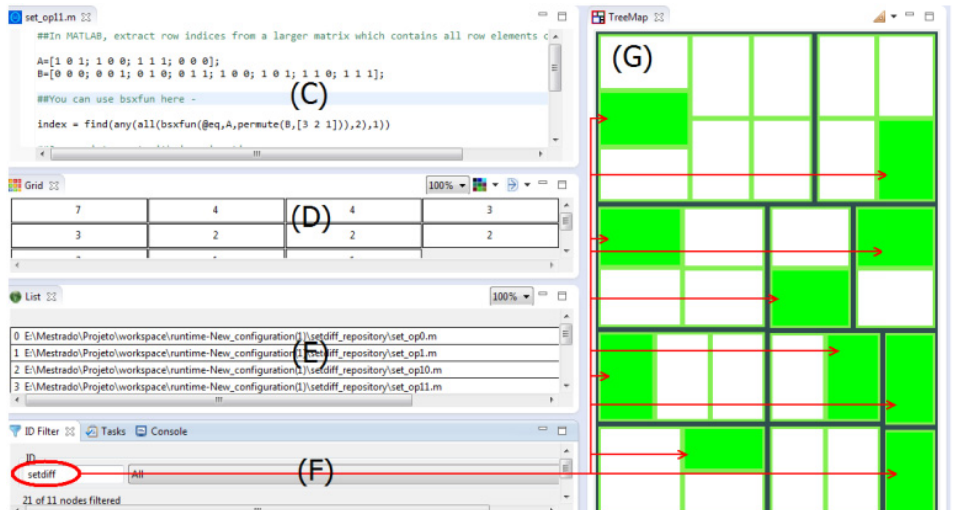 set_op11.m
##In MATLAB, extract row indices from a larger matrix which contains all row elements
A=[1 0 1; 1 0 0; 1 1 1; 0 0 0];
B=[0 0 0; 0 0 1; 0 1 0; 0 1 1; 1 0 0; 1 0 1; 1 1 0; 1 1 1];
##You can use bsxfun here -
(C)
index = find(any(all(bsxfun(@eq,A,permute(B,[3 2 1])),2),1))
Grid
100%
7 4 4 3
(D)
3 2 2 2
List
100%
0 E:\Mestrado\Projeto\workspace\runtime-New_configuration(1)\setdiff_repository\set_op0.m
1 E:\Mestrado\Projeto\workspace\runtime-New_configuration(1)\setdiff_repository\set_op1.m
(E)
2 E:\Mestrado\Projeto\workspace\runtime-New_configuration(1)\setdiff_repository\set_op10.m
3 E:\Mestrado\Projeto\workspace\runtime-New_configuration(1)\setdiff_repository\set_op11.m
ID Filter Tasks Console
ID
setdiff All
(F)
21 of 11 nodes filtered
TreeMap
(G)